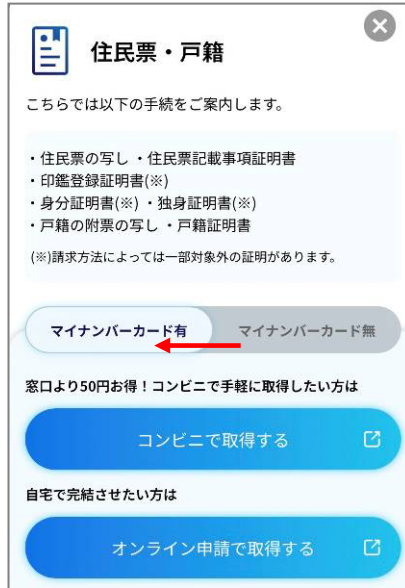 住民票・戸籍
こちらでは以下の手続をご案内します。
・住民票の写し ・住民票記載事項証明書
・印鑑登録証明書(※)
・身分証明書(※) ・独身証明書(※)
・戸籍の附票の写し ・戸籍証明書
(※)請求方法によっては一部対象外の証明があります。
マイナンバーカード有 マイナンバーカード無
窓口より50円お得！コンビニで手軽に取得したい方は
コンビニで取得する
自宅で完結させたい方は
オンライン申請で取得する